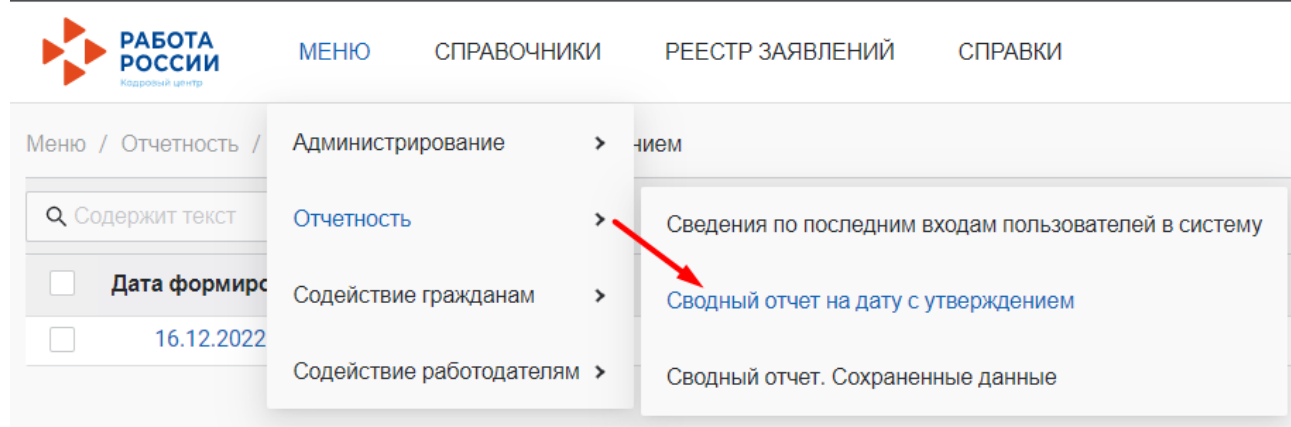 РАБОТА
РОССИИ
Кадровый центр
МЕНЮ СПРАВОЧНИКИ РЕЕСТР ЗАЯВЛЕНИЙ СПРАВКИ
Меню / Отчетность / нием
Администрирование
Содержит текст
Отчетность
Сведения по последним входам пользователей в систему
Дата формиро
Содействие гражданам
Сводный отчет на дату с утверждением
16.12.2022
Содействие работодателям
Сводный отчет. Сохраненные данные